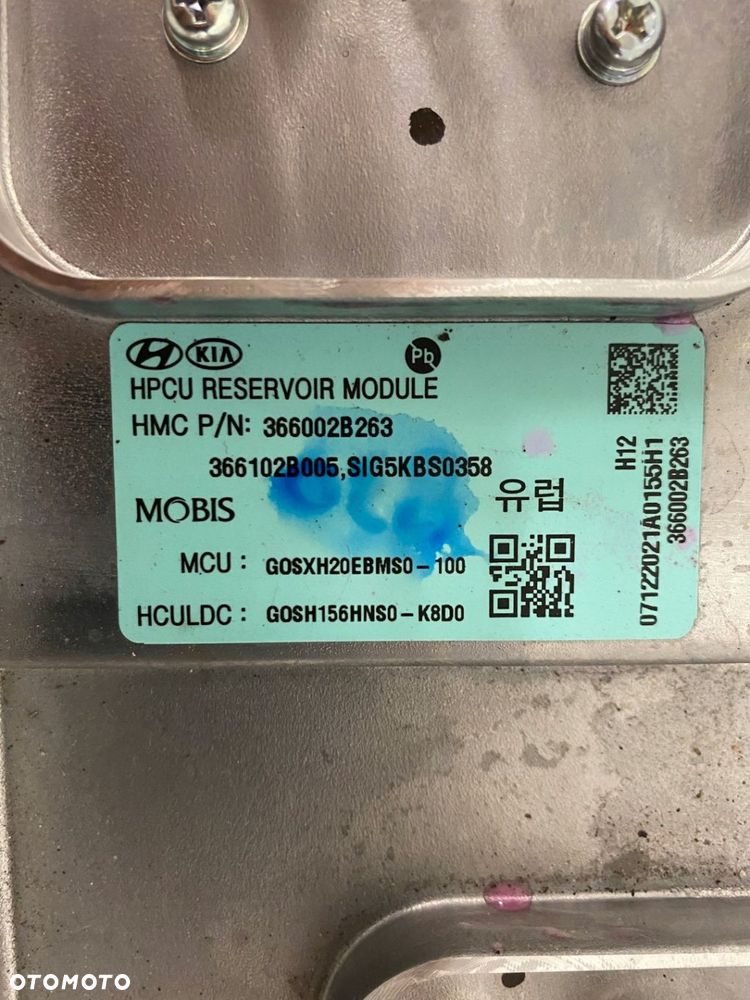 KIA
Pb
HPCU RESERVOIR MODULE
HMC P/N: 366002B263
366102B005,SIG5KBS0358
MOBIS
유럽
MCU : GOSXH20EBMS0-100
HCULDC : GOSH156HNS0-K8D0
H12
07122021A0155H1
366002B263
OTOMOTO